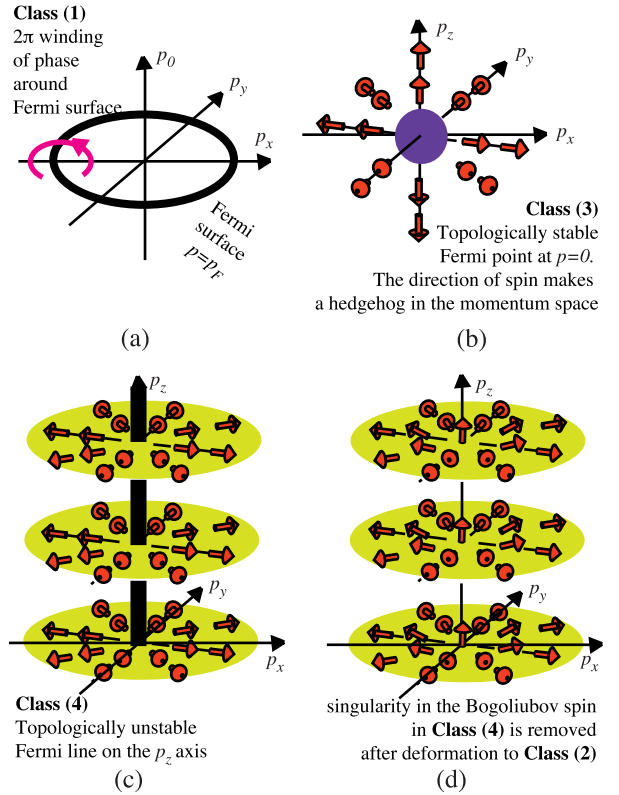 Class (1)
2π winding
of phase
around
Fermi surface
p0
py
px
Fermi
surface
p=pF
(a)
pz
py
px
Class (3)
Topologically stable
Fermi point at p=0.
The direction of spin makes
a hedgehog in the momentum space
(b)
pz
py
px
Class (4)
Topologically unstable
Fermi line on the pz axis
(c)
pz
py
px
singularity in the Bogoliubov spin
in Class (4) is removed
after deformation to Class (2)
(d)